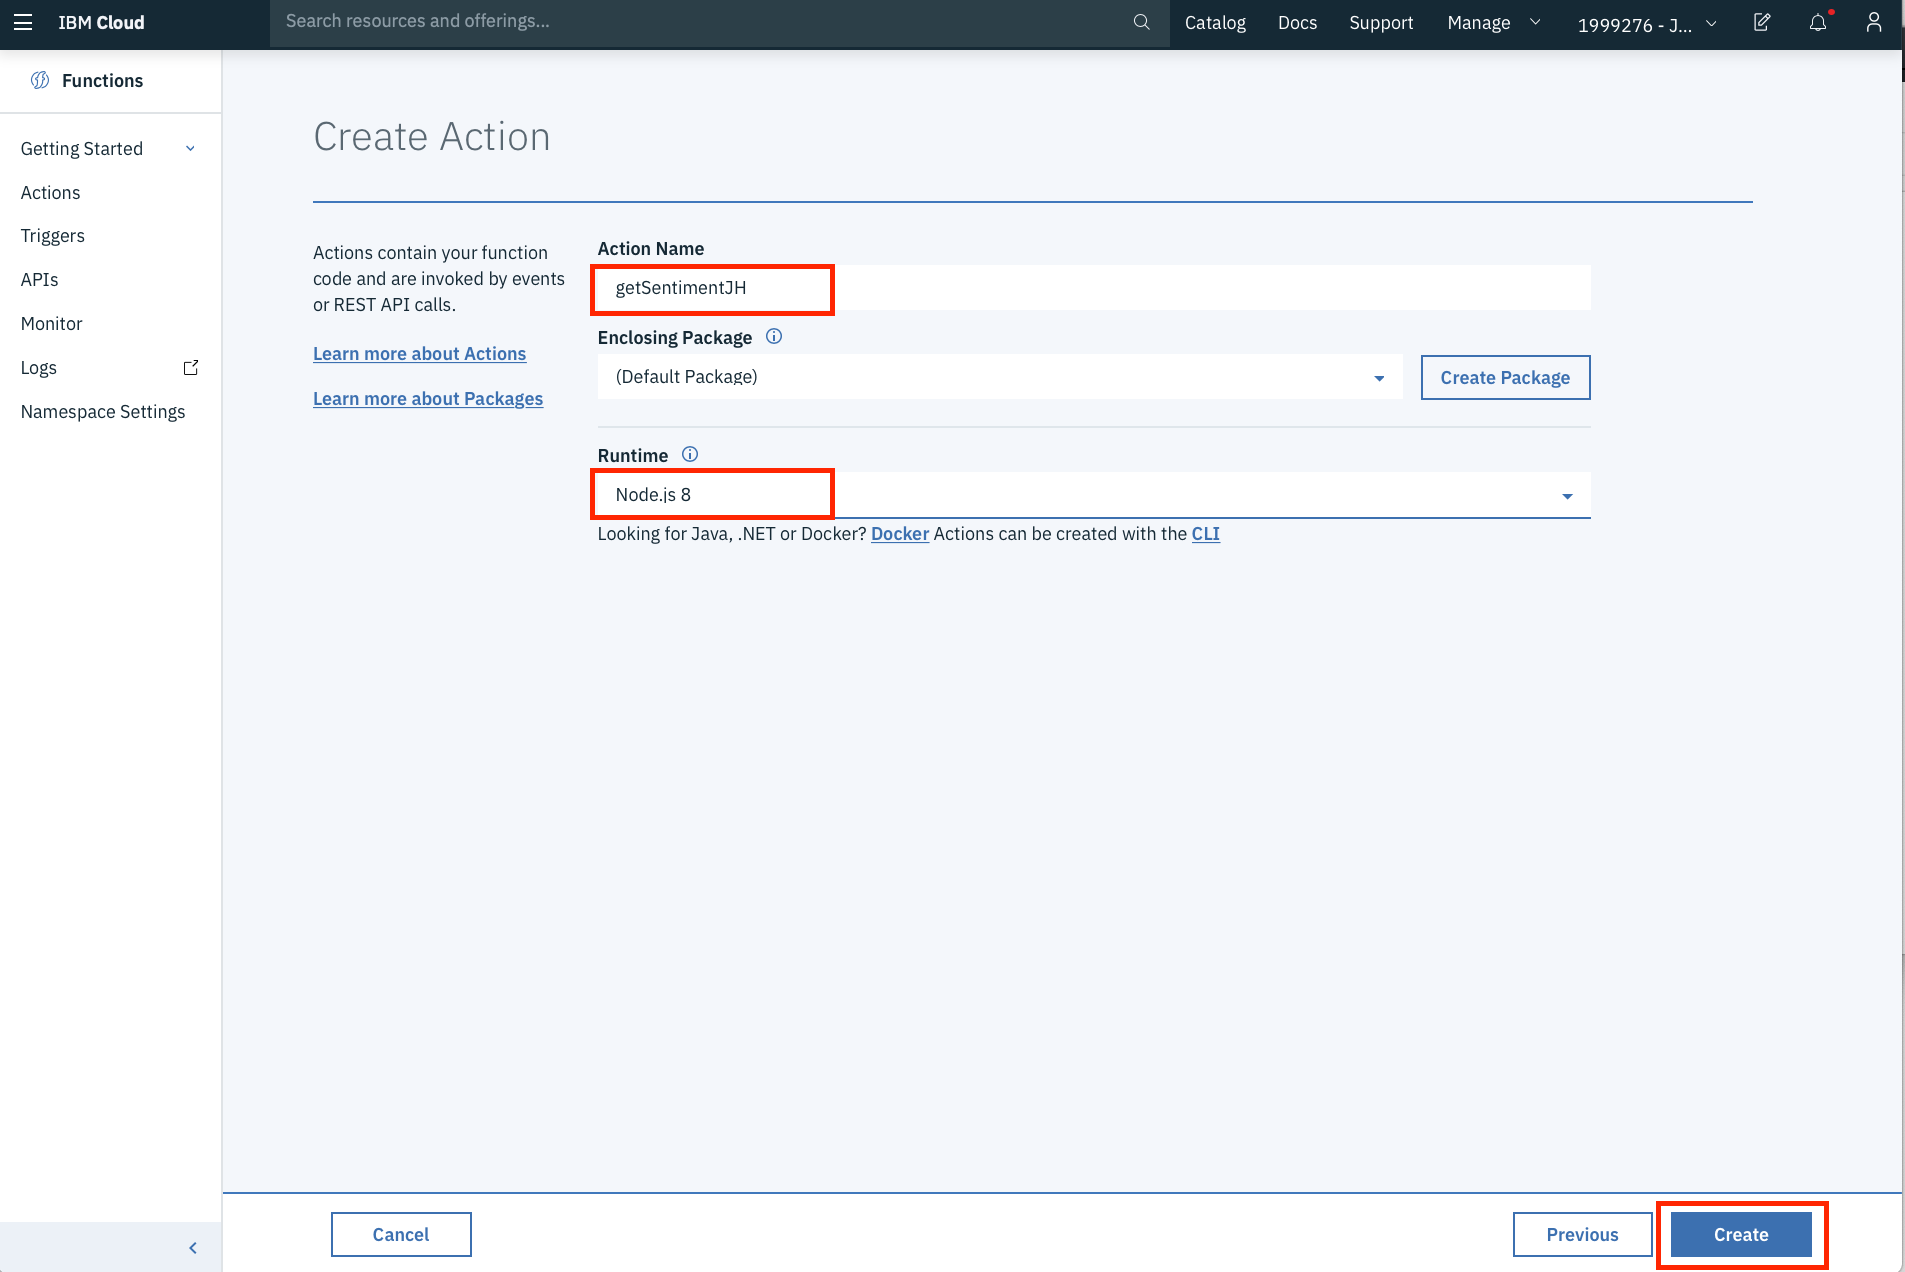 IBM Cloud
Search resources and offerings...
Catalog
Docs
Support
Manage
1999276 - J...
Functions
Getting Started
Actions
Triggers
APIs
Monitor
Logs
Namespace Settings
Create Action
Actions contain your function
code and are invoked by events
or REST API calls.
Learn more about Actions
Learn more about Packages
Action Name
getSentimentJH
Enclosing Package
(Default Package)
Create Package
Runtime
Node.js 8
Looking for Java, .NET or Docker? Docker Actions can be created with the CLI
Cancel
Previous
Create